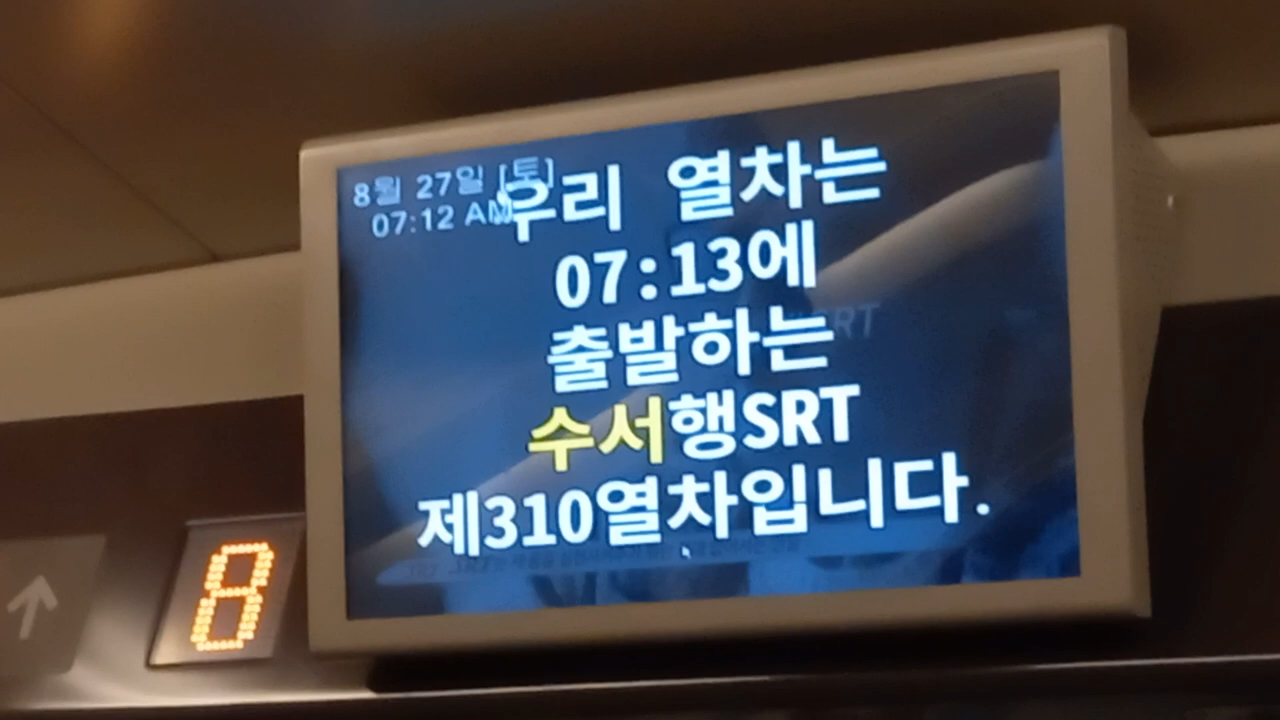 8월 27일 [토]
07:12 AM
우리 열차는
07:13에
출발하는
수서행SRT
제310열차입니다.
8